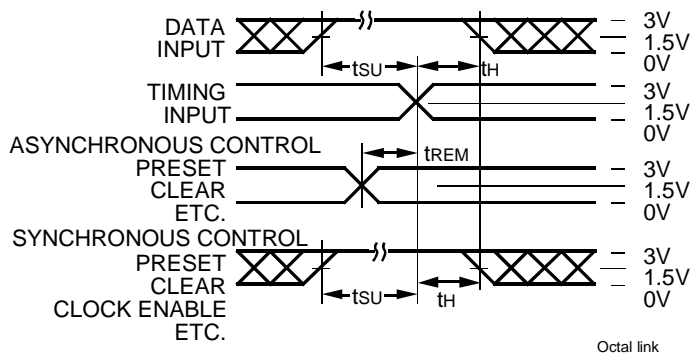 DATA
INPUT
3V
1.5V
0V
tSU
tH
TIMING
INPUT
3V
1.5V
0V
ASYNCHRONOUS CONTROL
tREM
PRESET
CLEAR
ETC.
3V
1.5V
0V
SYNCHRONOUS CONTROL
PRESET
CLEAR
CLOCK ENABLE
ETC.
3V
1.5V
0V
tSU
tH
Octal link